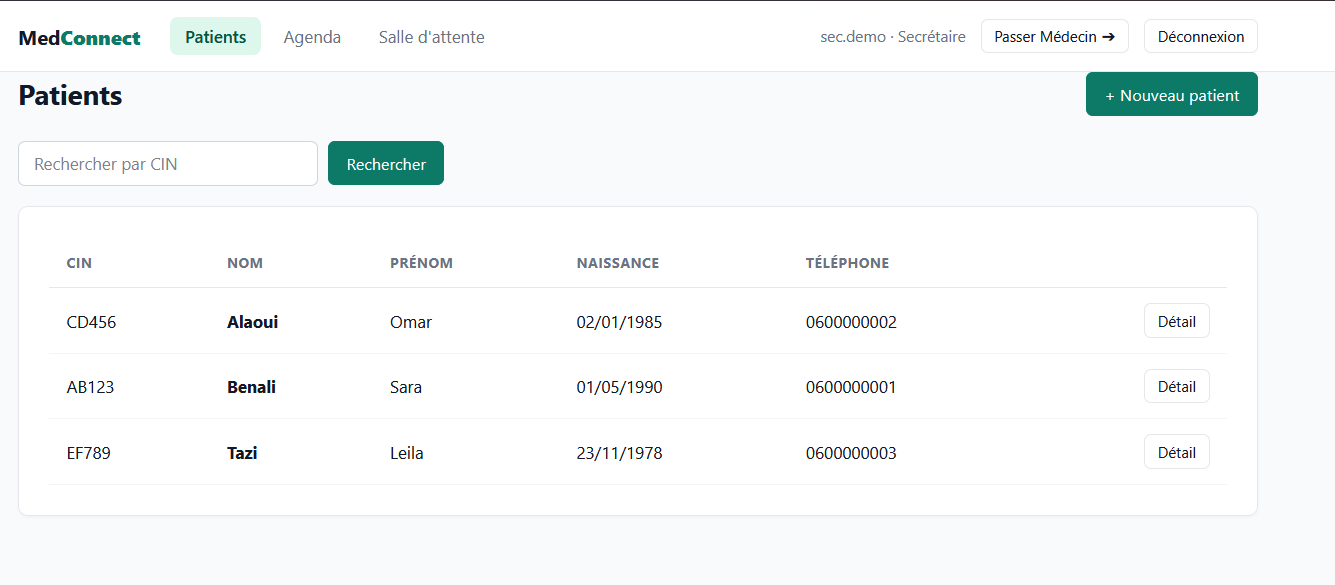 MedConnect Patients Agenda Salle d'attente sec.demo · Secrétaire Passer Médecin ➔ Déconnexion
Patients + Nouveau patient
Rechercher par CIN Rechercher
CIN NOM PRÉNOM NAISSANCE TÉLÉPHONE
CD456 Alaoui Omar 02/01/1985 0600000002 Détail
AB123 Benali Sara 01/05/1990 0600000001 Détail
EF789 Tazi Leila 23/11/1978 0600000003 Détail